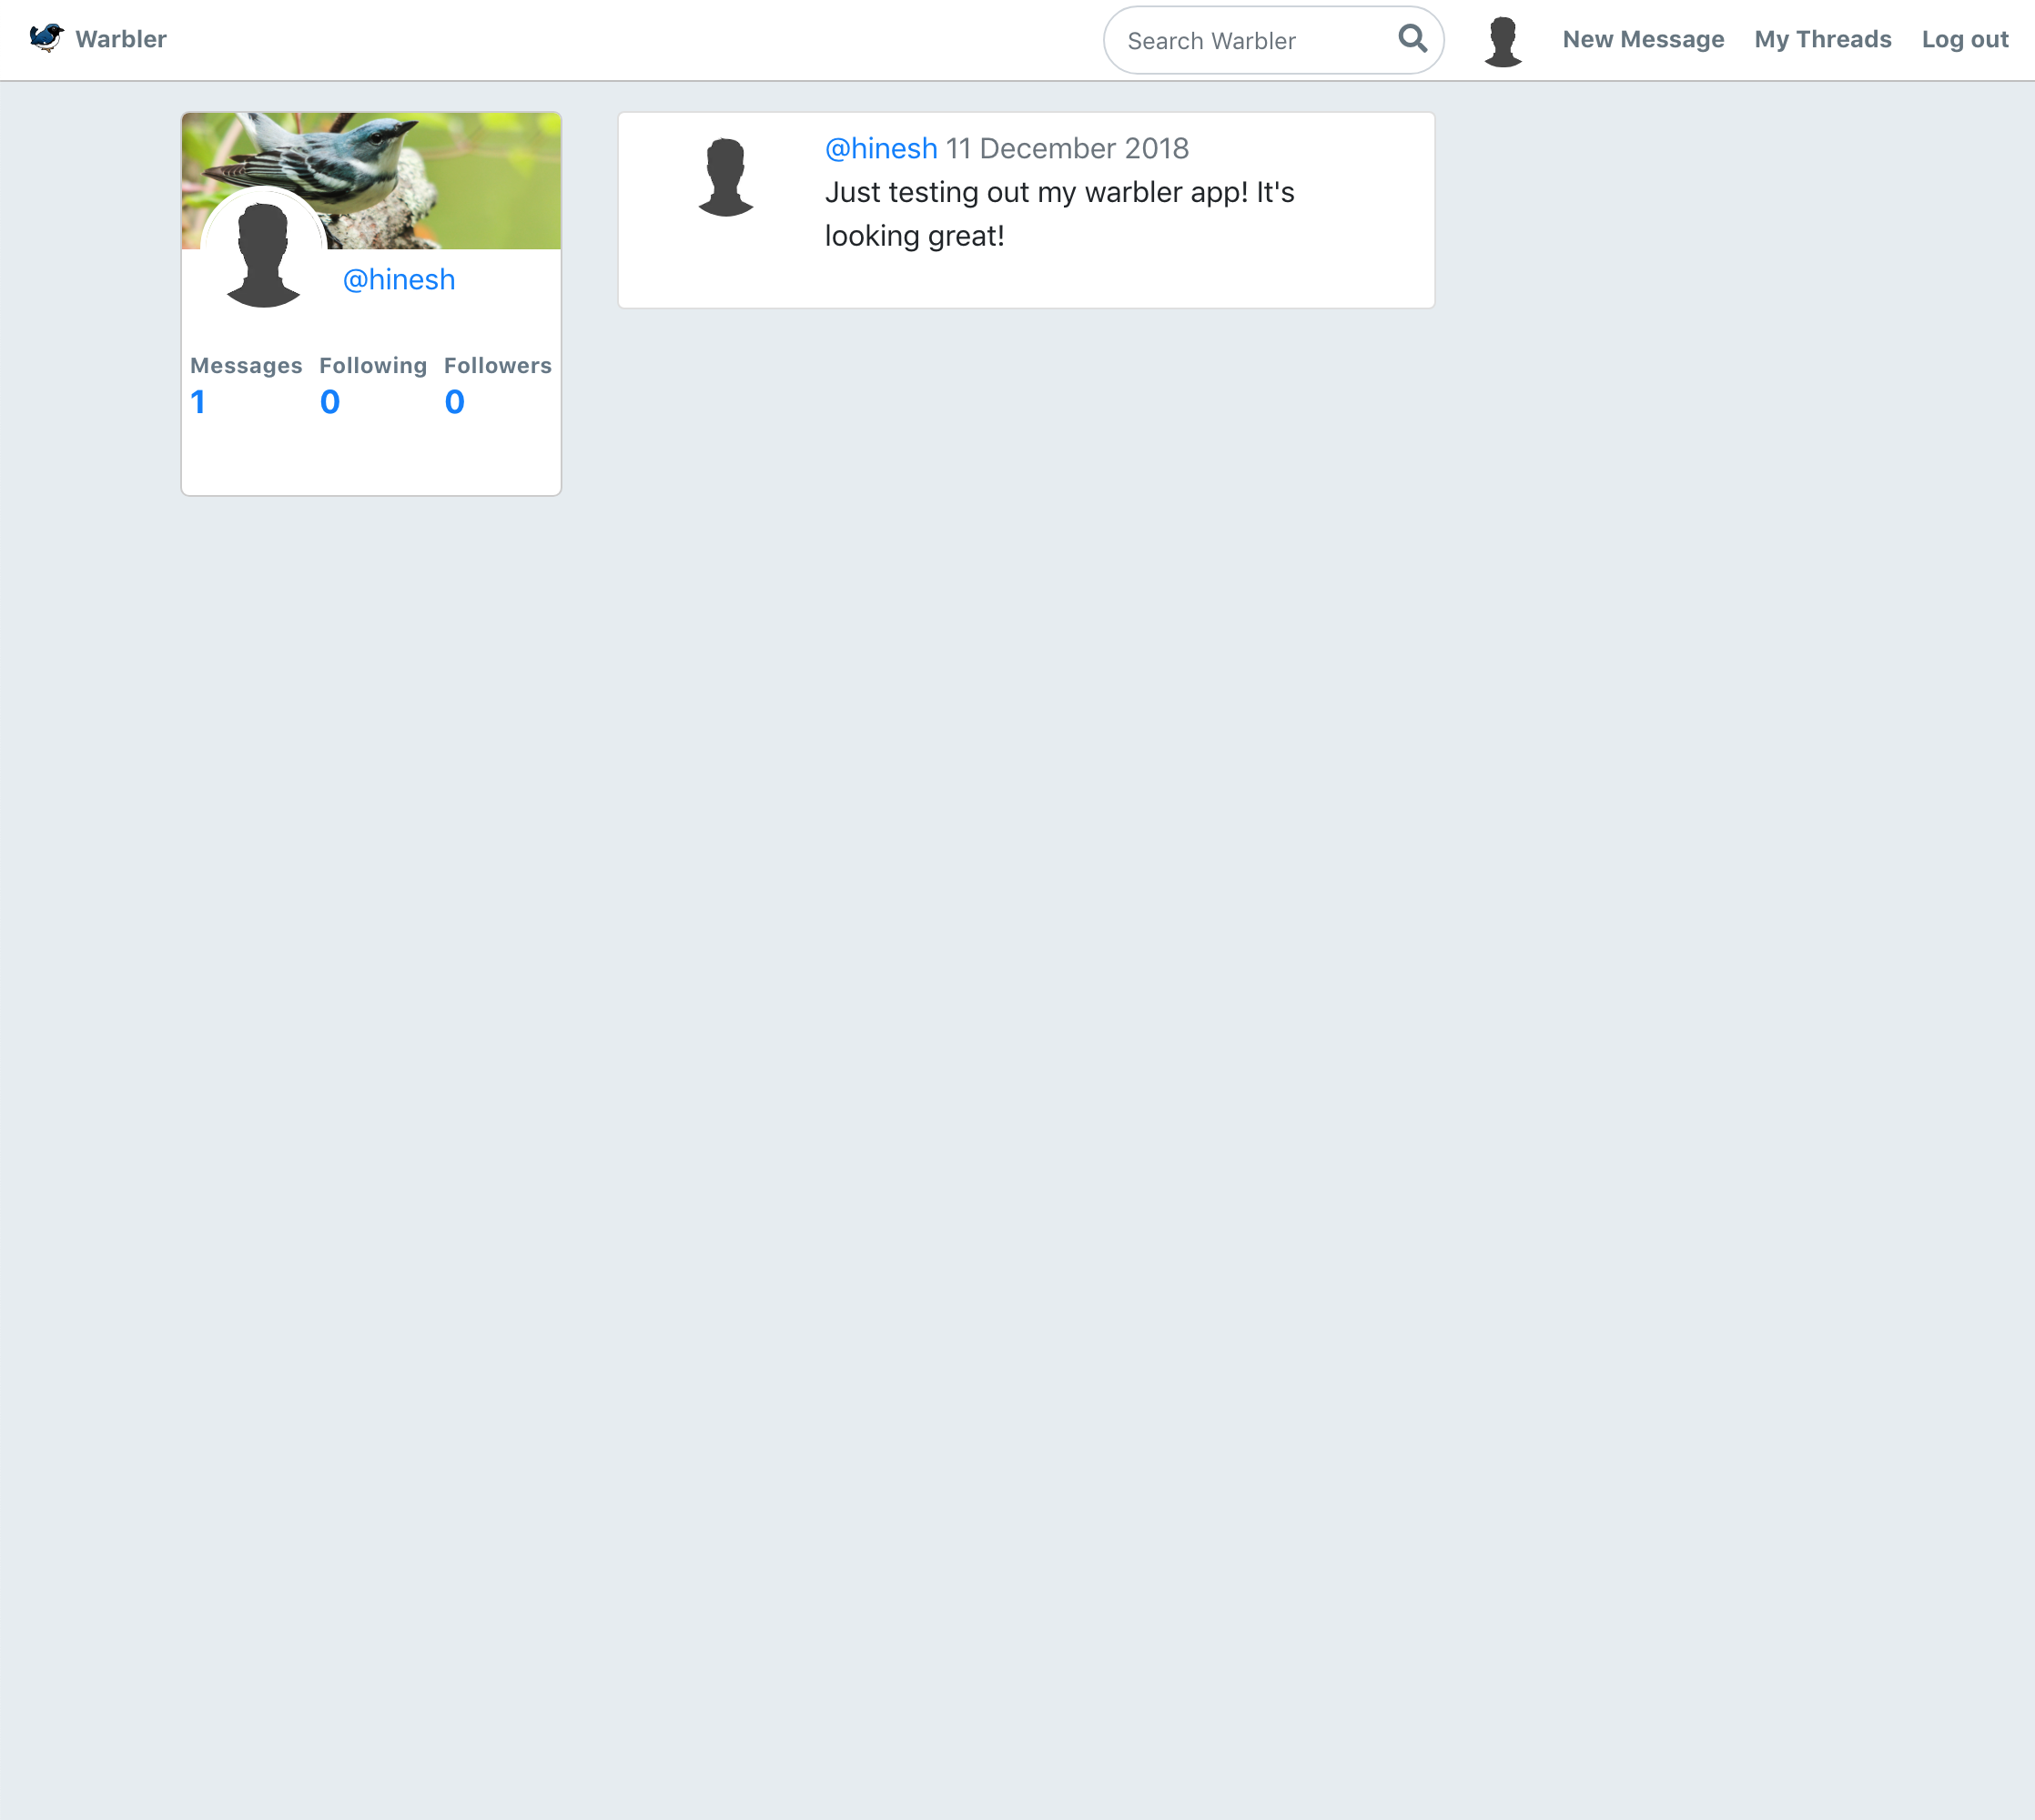 Warbler
Search Warbler
New Message
My Threads
Log out
@hinesh
Messages Following Followers
1 0 0
@hinesh 11 December 2018
Just testing out my warbler app! It's
looking great!